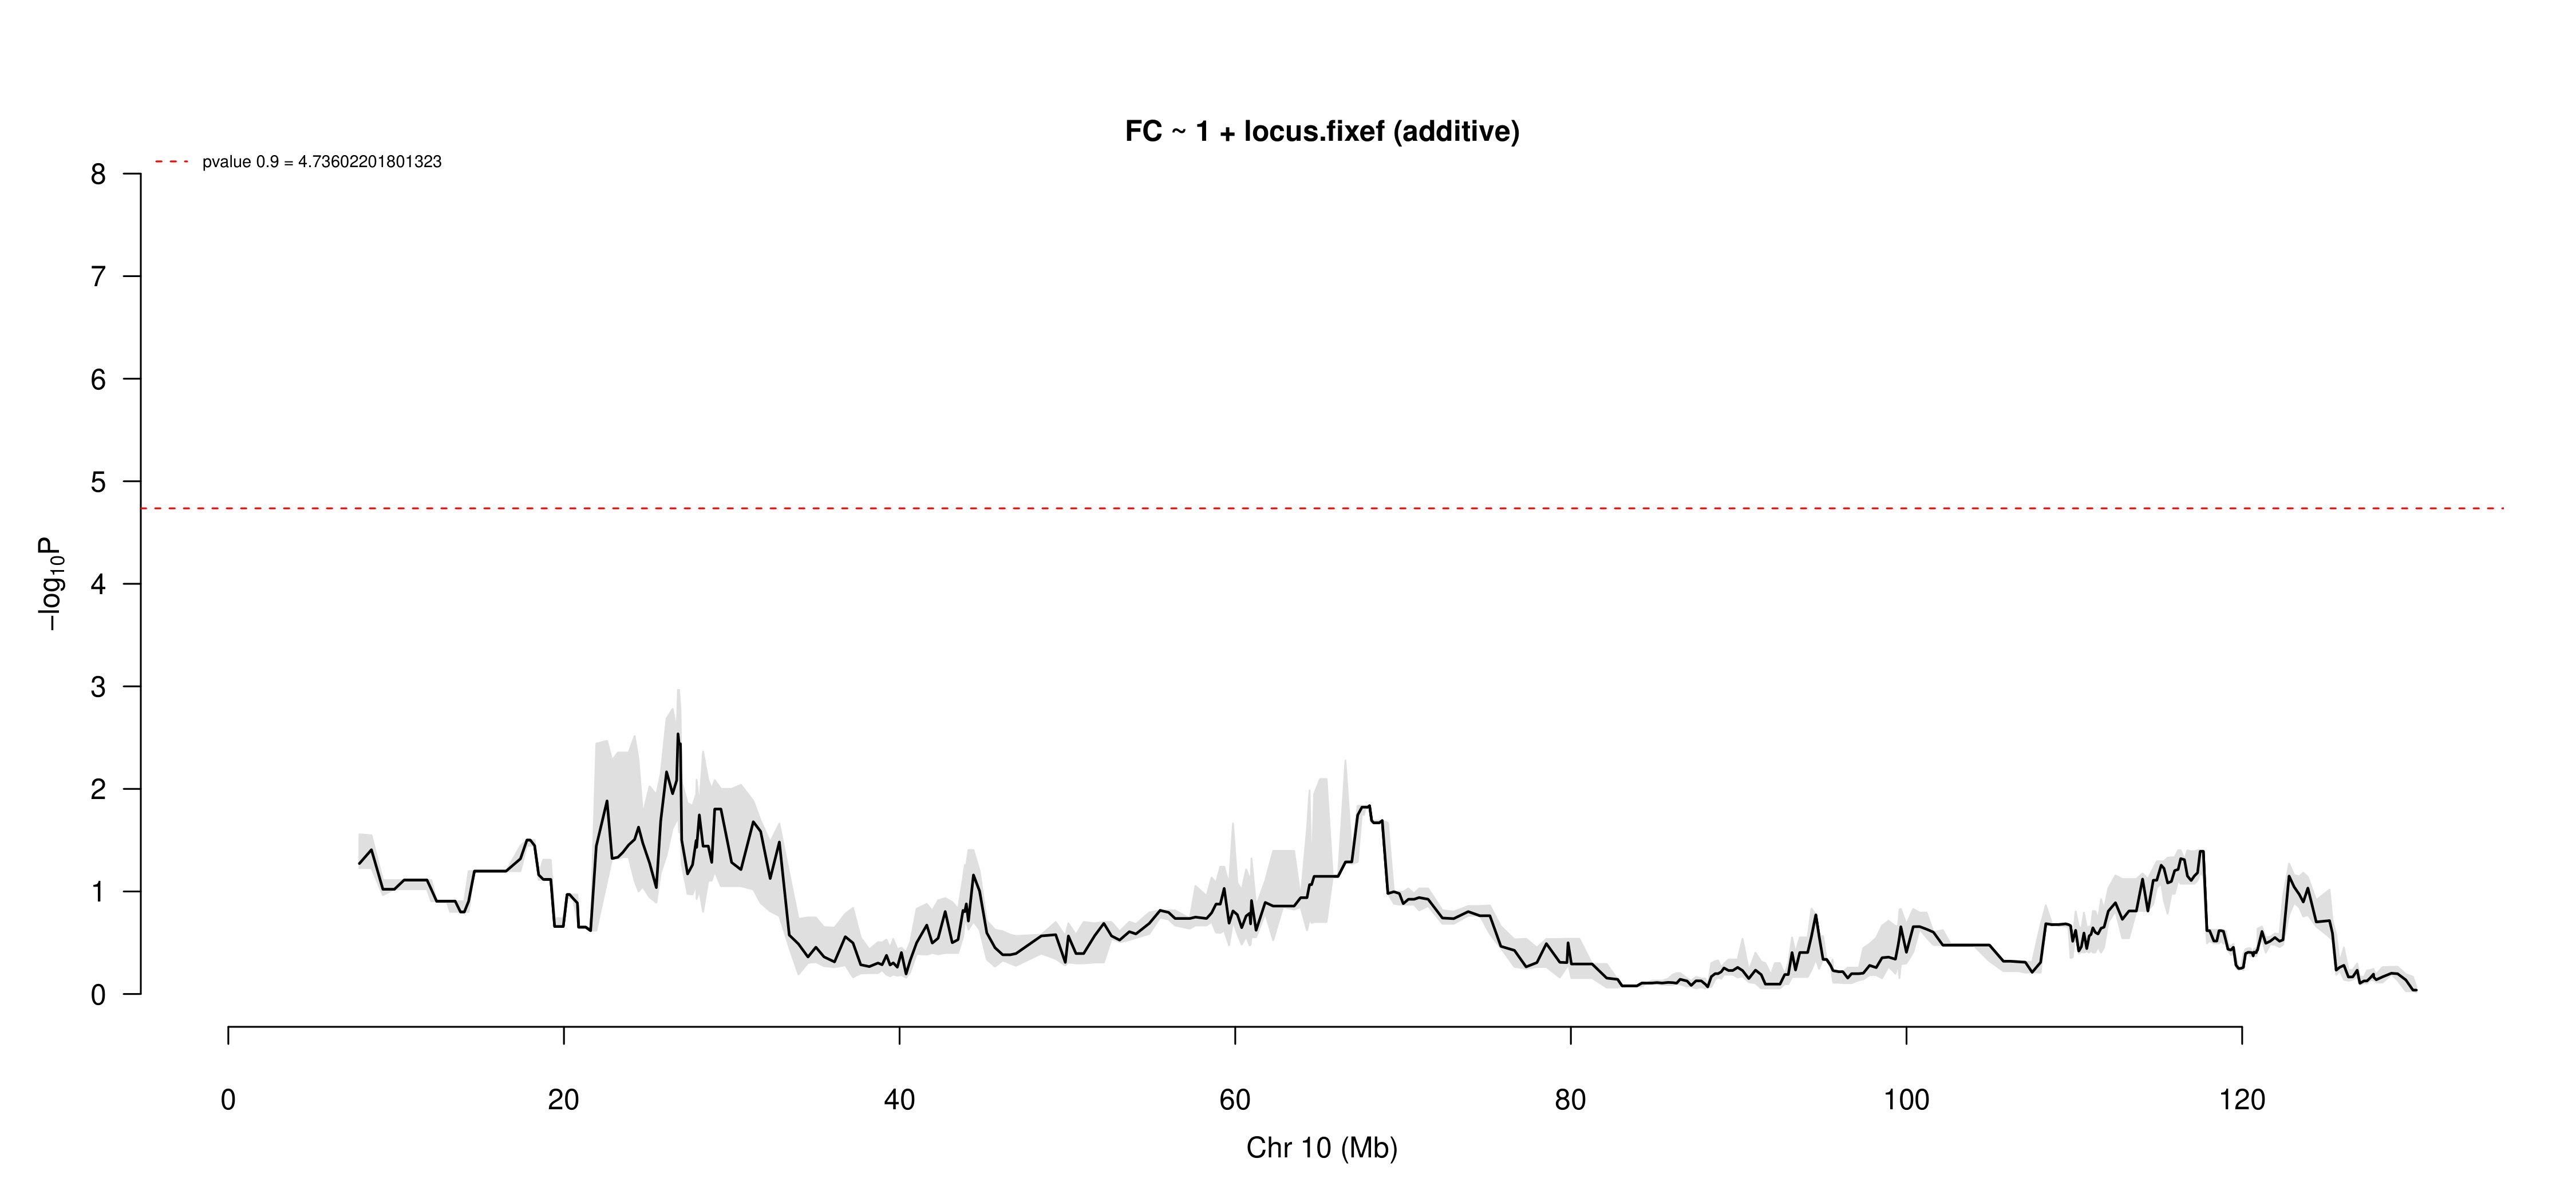 FC ~ 1 + locus.fixef (additive)
pvalue 0.9 = 4.73602201801323
8
7
6
5
4
3
2
1
0
−log10P
0 20 40 60 80 100 120
Chr 10 (Mb)